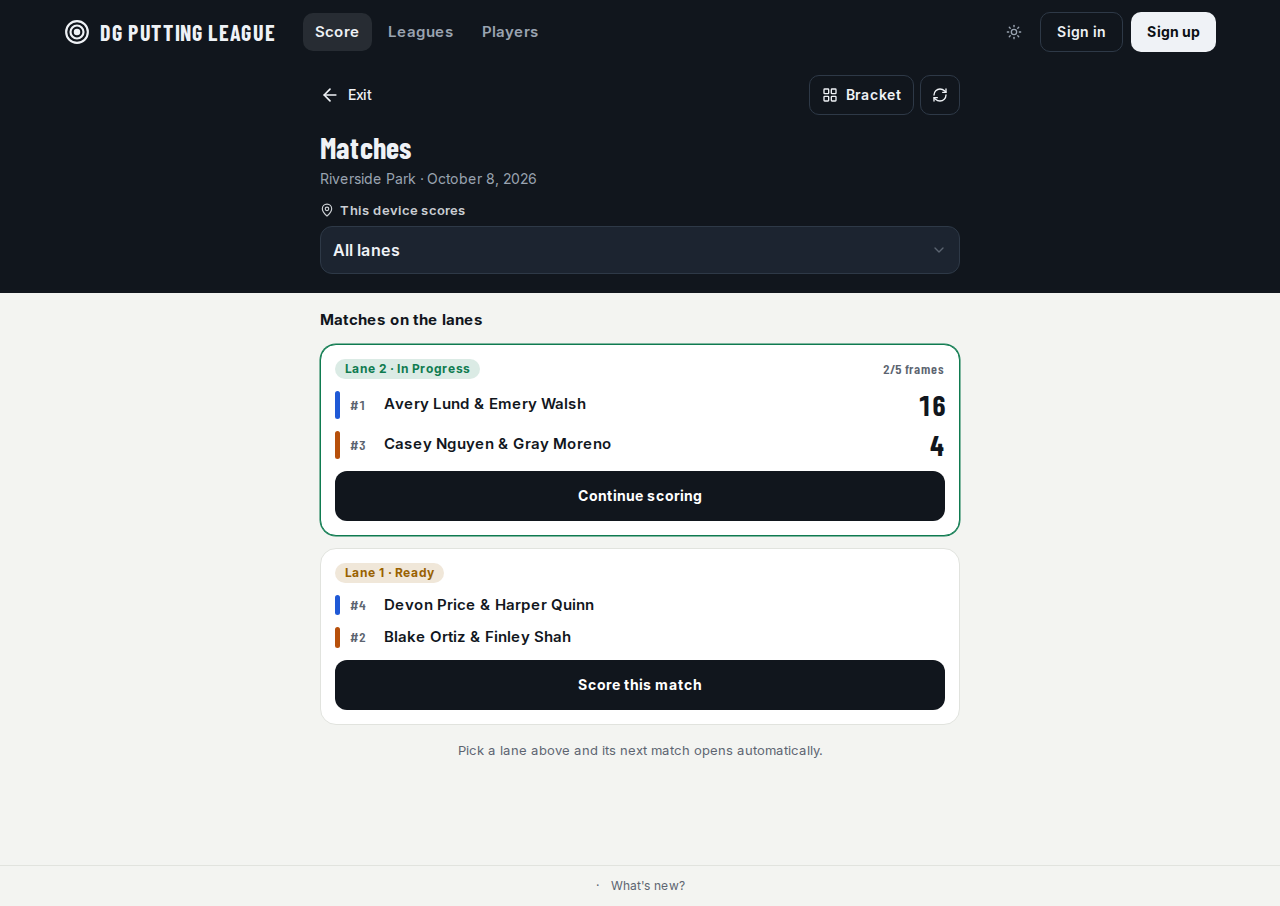 DG PUTTING LEAGUE Score Leagues Players Sign in Sign up
Exit Bracket
Matches
Riverside Park · October 8, 2026
This device scores
All lanes
Matches on the lanes
Lane 2 · In Progress 2/5 frames
#1 Avery Lund & Emery Walsh 16
#3 Casey Nguyen & Gray Moreno 4
Continue scoring
Lane 1 · Ready
#4 Devon Price & Harper Quinn
#2 Blake Ortiz & Finley Shah
Score this match
Pick a lane above and its next match opens automatically.
· What's new?